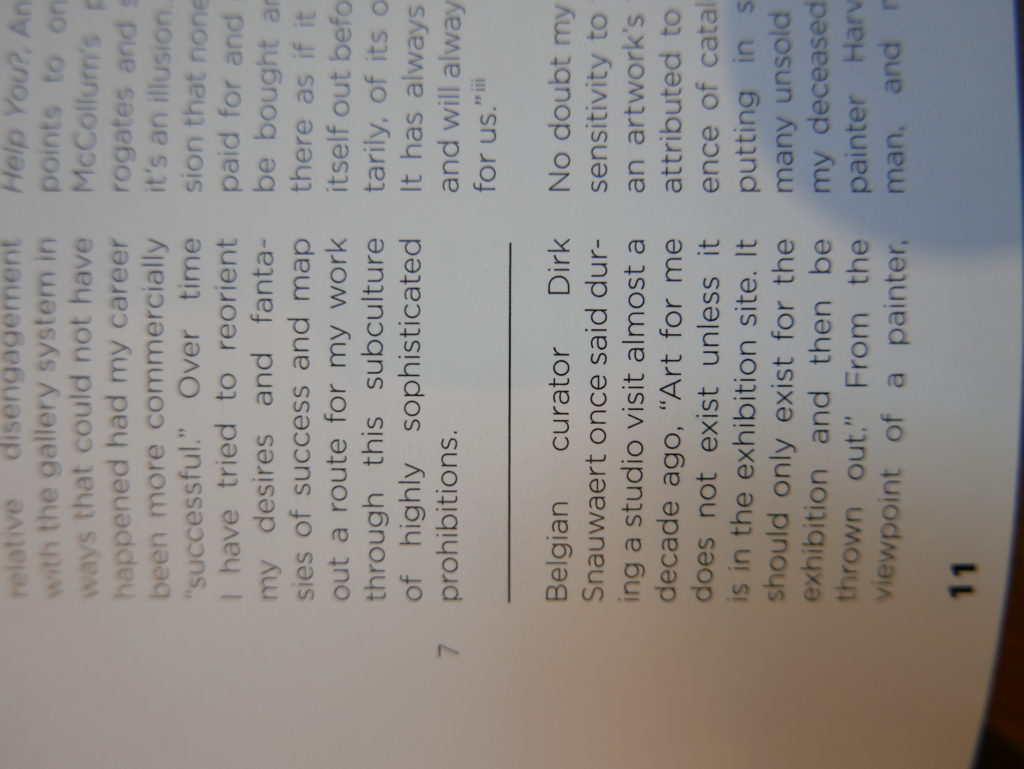 relative disengagement
with the gallery system in
ways that could not have
happened had my career
been more commercially
"successful." Over time
I have tried to reorient
my desires and fanta-
sies of success and map
out a route for my work
through this subculture
of highly sophisticated
prohibitions.
7
Belgian curator Dirk
Snauwaert once said dur-
ing a studio visit almost a
decade ago, "Art for me
does not exist unless it
is in the exhibition site. It
should only exist for the
exhibition and then be
thrown out." From the
viewpoint of a painter,
11
Help You?, An
points to on
McCollum's
rogates and
it's an illusion.
sion that none
paid for and
be bought
there as if it
itself out befo
tarily, of its o
It has always
and will alway
for us."iii
No doubt my
sensitivity to
an artwork's
attributed to
ence of catal
putting in s
many unsold
my deceased
painter Harv
man, and